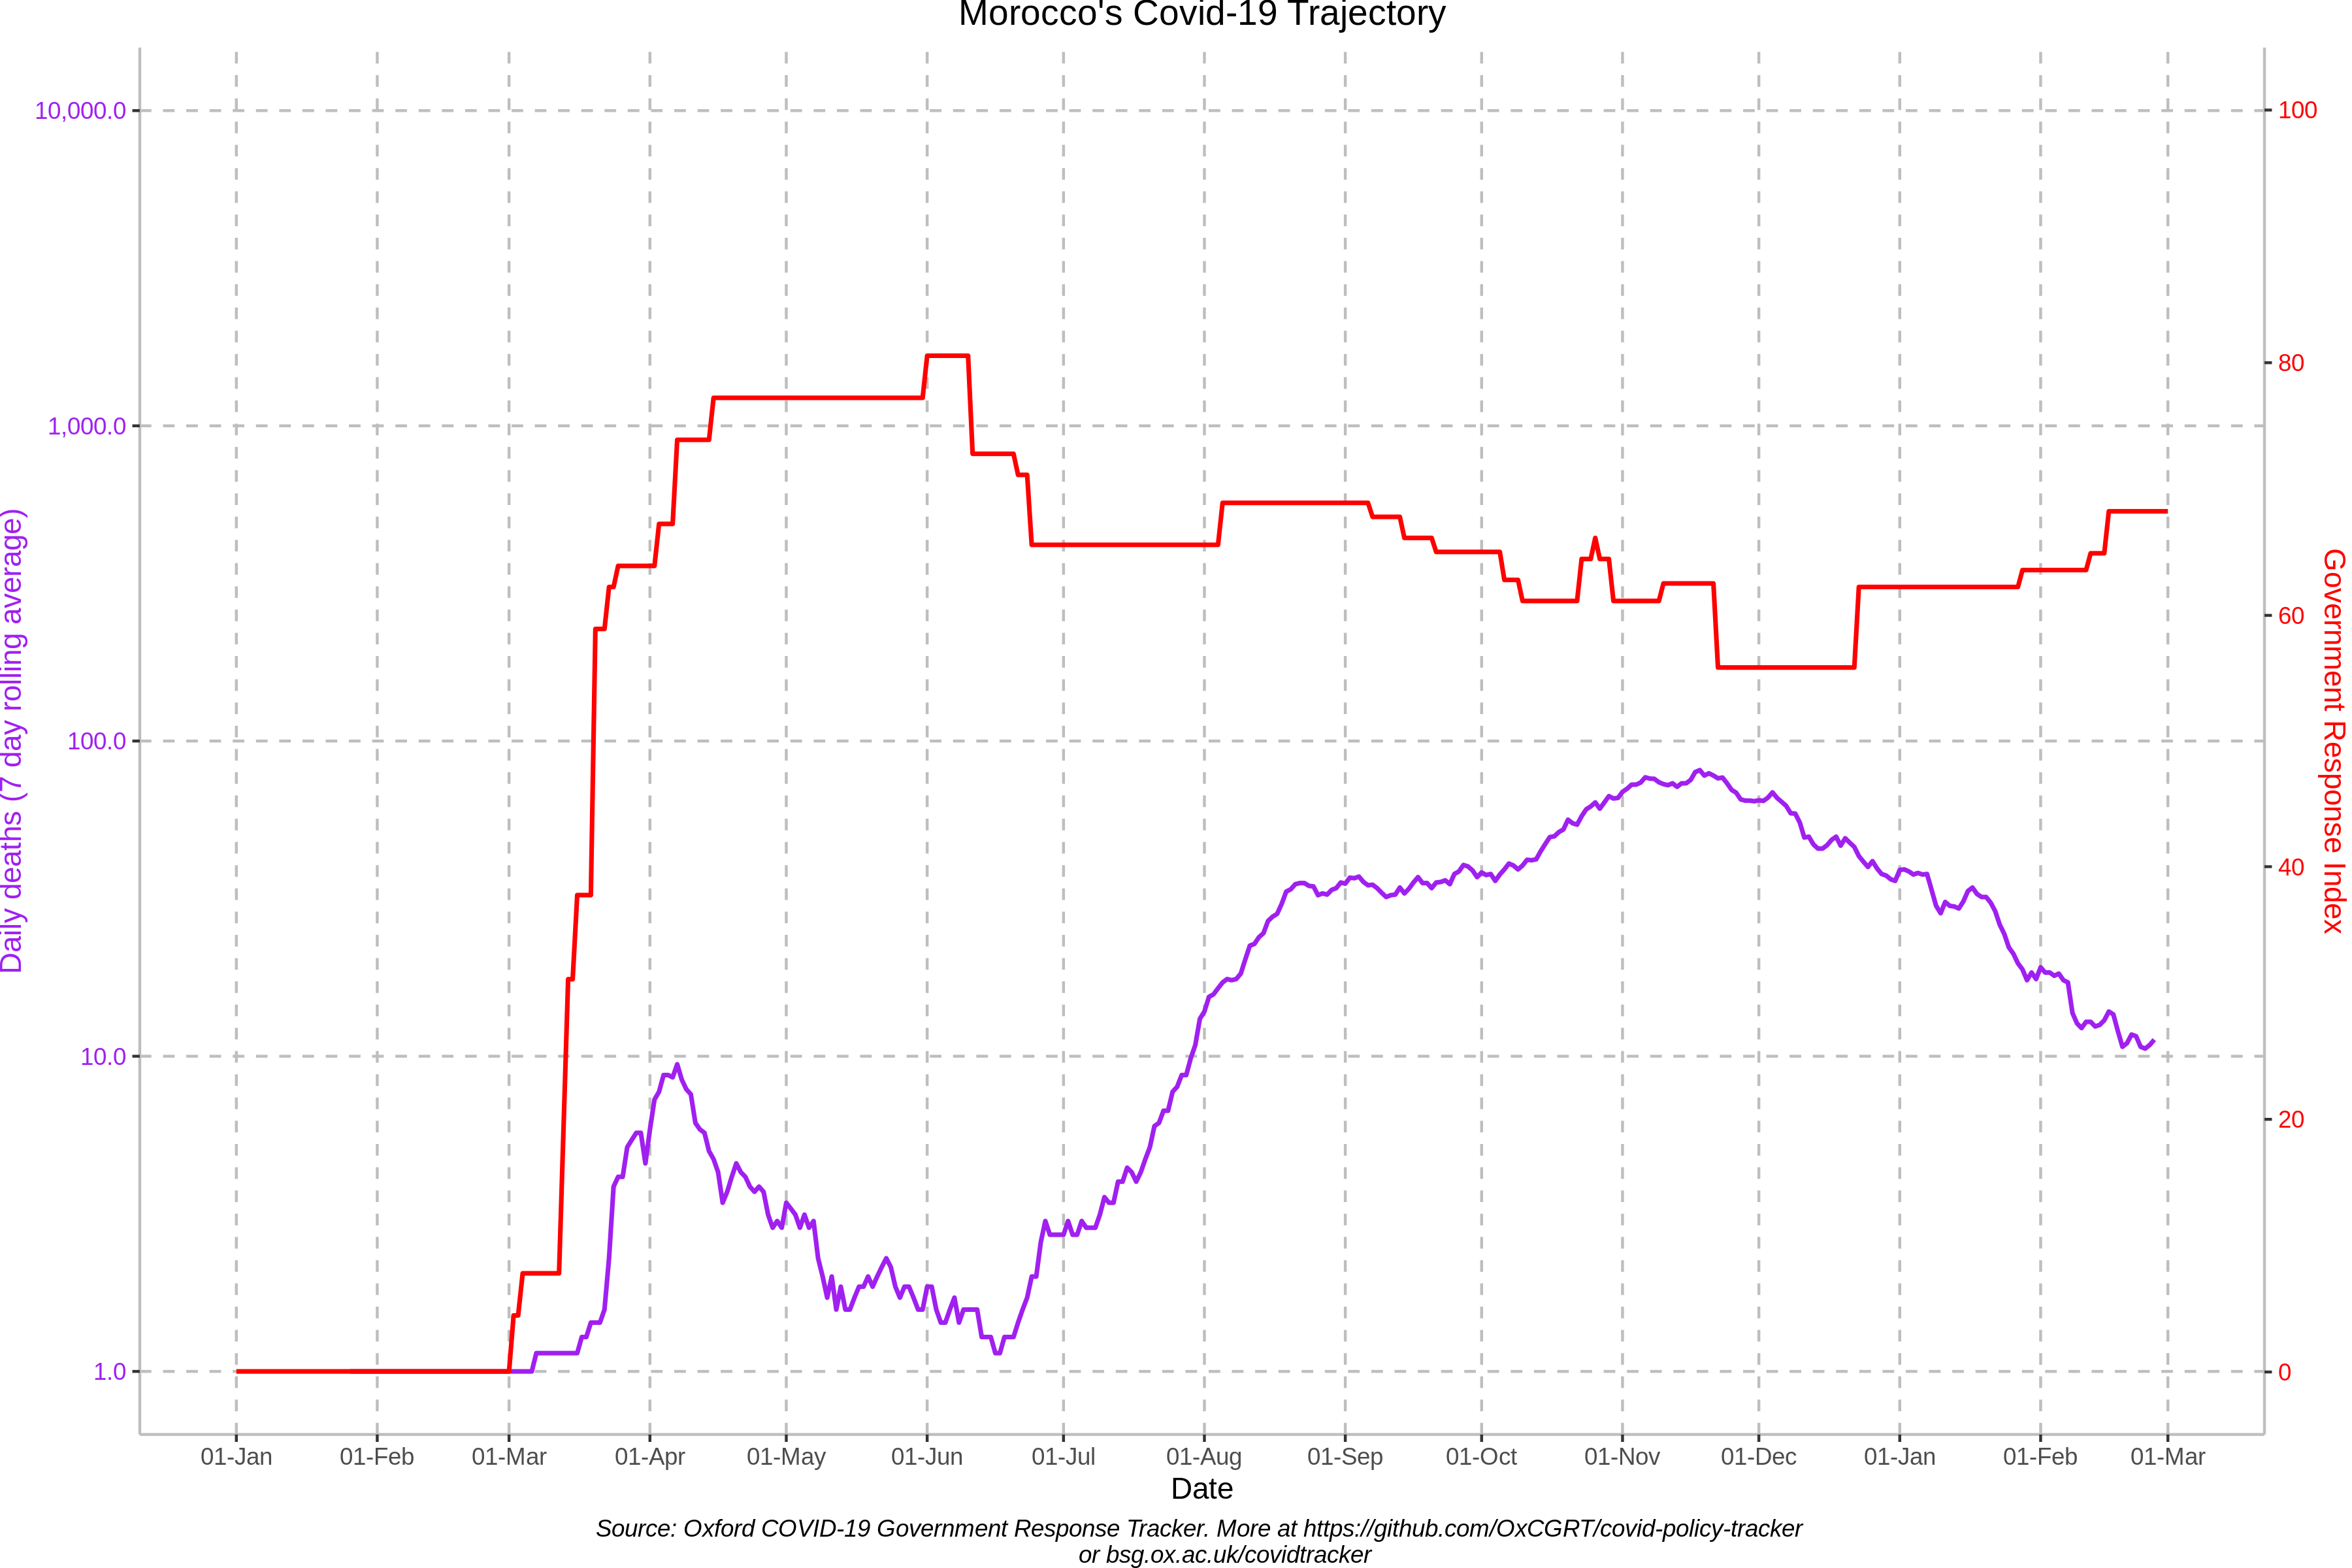 Morocco's Covid-19 Trajectory
10,000.0
1,000.0
100.0
10.0
1.0
Daily deaths (7 day rolling average)
100
80
60
40
20
0
Government Response Index
01-Jan 01-Feb 01-Mar 01-Apr 01-May 01-Jun 01-Jul 01-Aug 01-Sep 01-Oct 01-Nov 01-Dec 01-Jan 01-Feb 01-Mar
Date
Source: Oxford COVID-19 Government Response Tracker. More at https://github.com/OxCGRT/covid-policy-tracker
or bsg.ox.ac.uk/covidtracker